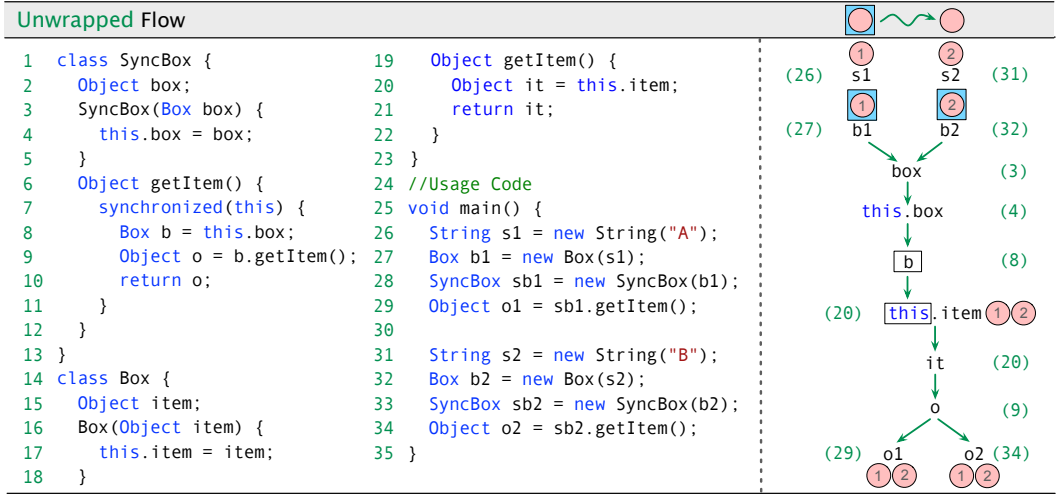 Unwrapped Flow
1 class SyncBox {
2 Object box;
3 SyncBox(Box box) {
4 this.box = box;
5 }
6 Object getItem() {
7 synchronized(this) {
8 Box b = this.box;
9 Object o = b.getItem();
10 return o;
11 }
12 }
13 }
14 class Box {
15 Object item;
16 Box(Object item) {
17 this.item = item;
18 }
19 Object getItem() {
20 Object it = this.item;
21 return it;
22 }
23 }
24 //Usage Code
25 void main() {
26 String s1 = new String("A");
27 Box b1 = new Box(s1);
28 SyncBox sb1 = new SyncBox(b1);
29 Object o1 = sb1.getItem();
30
31 String s2 = new String("B");
32 Box b2 = new Box(s2);
33 SyncBox sb2 = new SyncBox(b2);
34 Object o2 = sb2.getItem();
35 }
1 2
(26) s1 s2 (31)
1 2
(27) b1 b2 (32)
box (3)
this.box (4)
b (8)
(20) this.item 1 2
it (20)
o (9)
(29) o1 o2 (34)
1 2 1 2